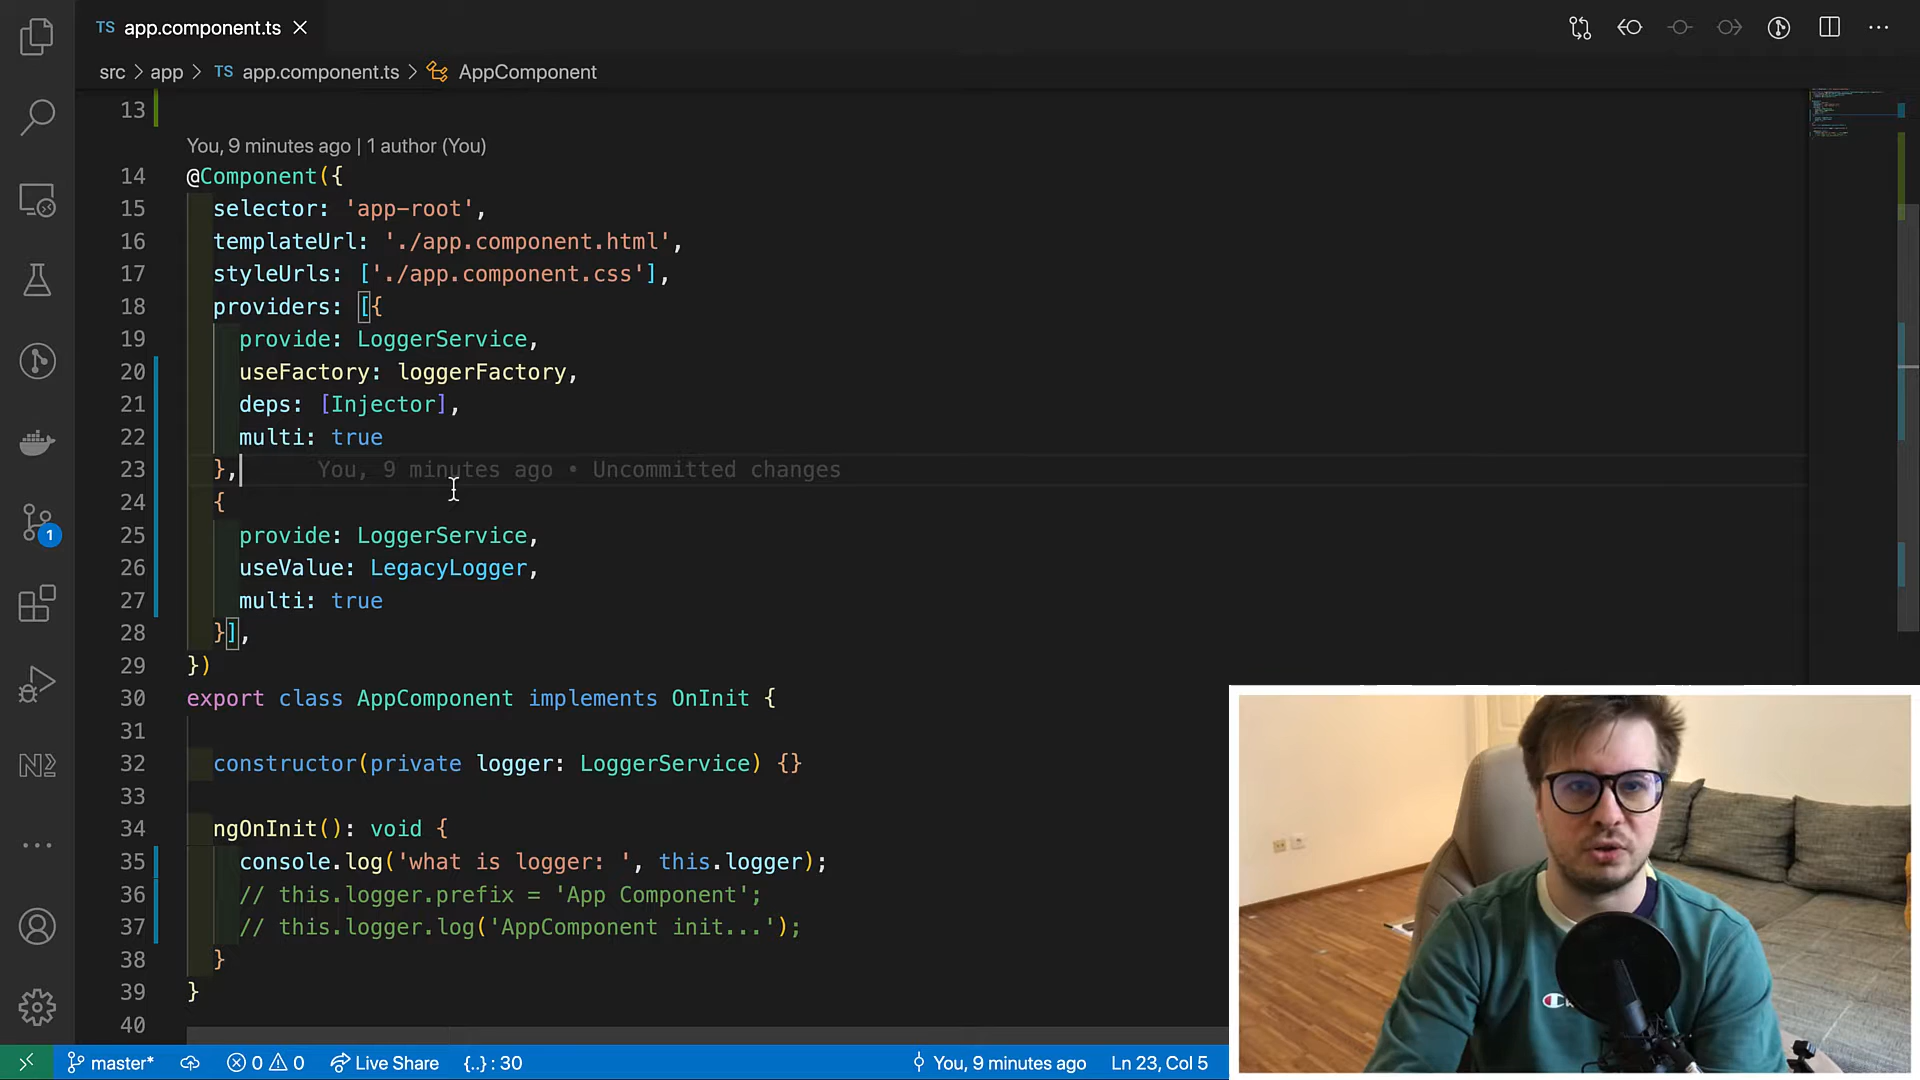 TS app.component.ts
src > app > TS app.component.ts > AppComponent
13
You, 9 minutes ago | 1 author (You)
14 @Component({
15 selector: 'app-root',
16 templateUrl: './app.component.html',
17 styleUrls: ['./app.component.css'],
18 providers: [{
19 provide: LoggerService,
20 useFactory: loggerFactory,
21 deps: [Injector],
22 multi: true
23 }, You, 9 minutes ago • Uncommitted changes
24 {
25 provide: LoggerService,
26 useValue: LegacyLogger,
27 multi: true
28 }],
29 })
30 export class AppComponent implements OnInit {
31
32 constructor(private logger: LoggerService) {}
33
34 ngOnInit(): void {
35 console.log('what is logger: ', this.logger);
36 // this.logger.prefix = 'App Component';
37 // this.logger.log('AppComponent init...');
38 }
39 }
40
1
master* 0 0 Live Share {..} : 30 You, 9 minutes ago Ln 23, Col 5